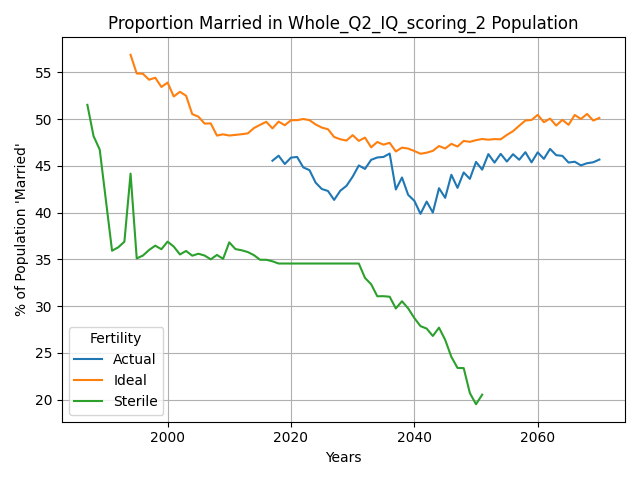 Proportion Married in Whole_Q2_IQ_scoring_2 Population
% of Population 'Married'
55
50
45
40
35
30
25
20
Fertility
Actual
Ideal
Sterile
2000 2020 2040 2060
Years